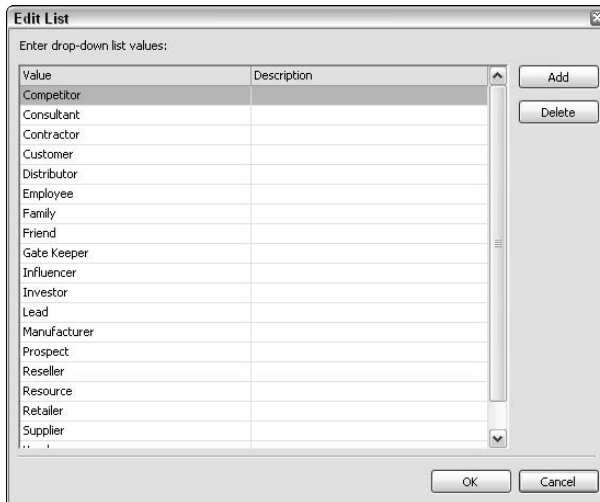 Edit List
Enter drop-down list values:
Value Description
Add
Competitor
Consultant
Delete
Contractor
Customer
Distributor
Employee
Family
Friend
Gate Keeper
Influencer
Investor
Lead
Manufacturer
Prospect
Reseller
Resource
Retailer
Supplier
OK Cancel